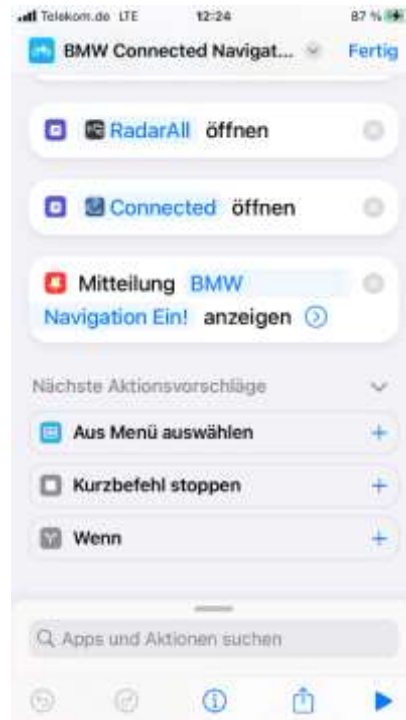 Telekom.de LTE 12:24 87 %
BMW Connected Navigat... Fertig
RadarAll öffnen
Connected öffnen
Mitteilung BMW
Navigation Ein! anzeigen
Nächste Aktionsvorschläge
Aus Menü auswählen
Kurzbefehl stoppen
Wenn
Apps und Aktionen suchen